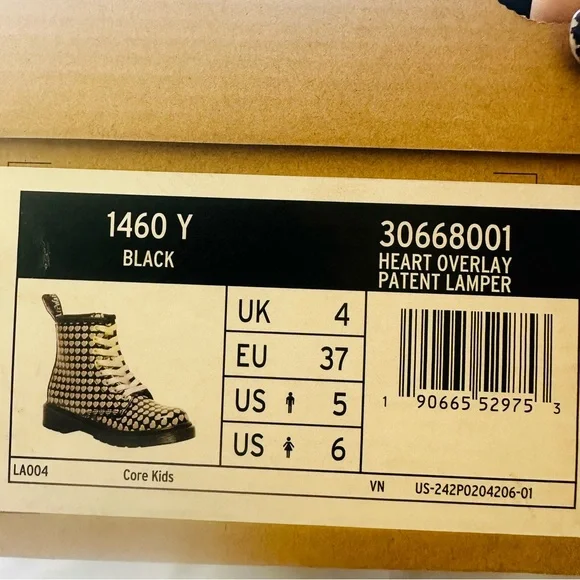 1460 Y
BLACK
30668001
HEART OVERLAY
PATENT LAMPER
UK 4
EU 37
US 5
US 6
1 90665 52975 3
LA004 Core Kids
VN US-242P0204206-01